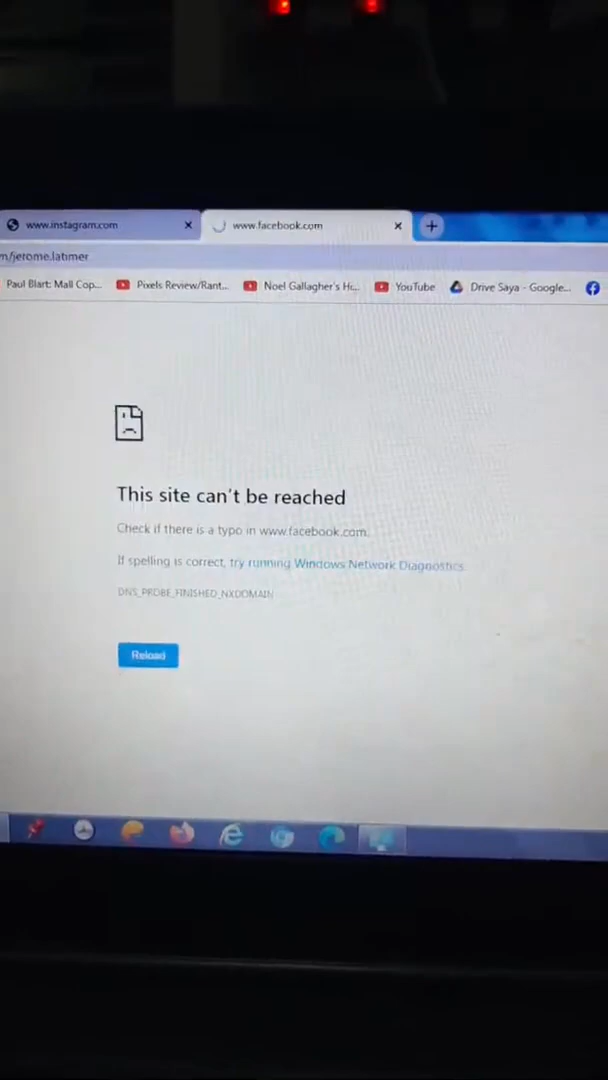 www.instagram.com
www.facebook.com
m/jerome.latimer
Paul Blart: Mall Cop... Pixels Review/Rant... Noel Gallagher's Hi... YouTube Drive Saya - Google...
This site can't be reached
Check if there is a typo in www.facebook.com.
If spelling is correct, try running Windows Network Diagnostics.
DNS_PROBE_FINISHED_NXDOMAIN
Reload